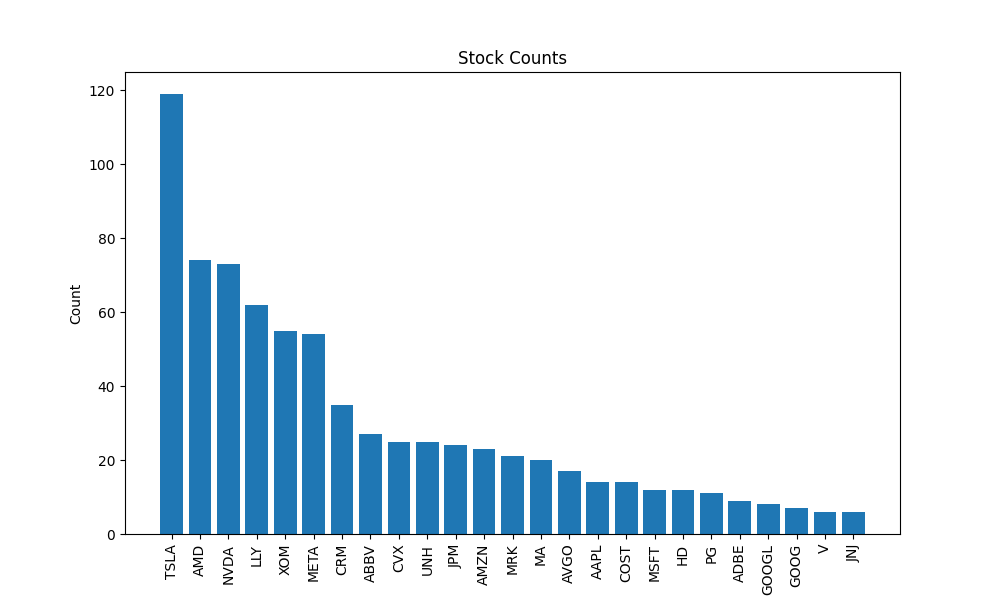 Stock Counts
Count
120
100
80
60
40
20
0
TSLA
AMD
NVDA
LLY
XOM
META
CRM
ABBV
CVX
UNH
JPM
AMZN
MRK
MA
AVGO
AAPL
COST
MSFT
HD
PG
ADBE
GOOGL
GOOG
V
JNJ